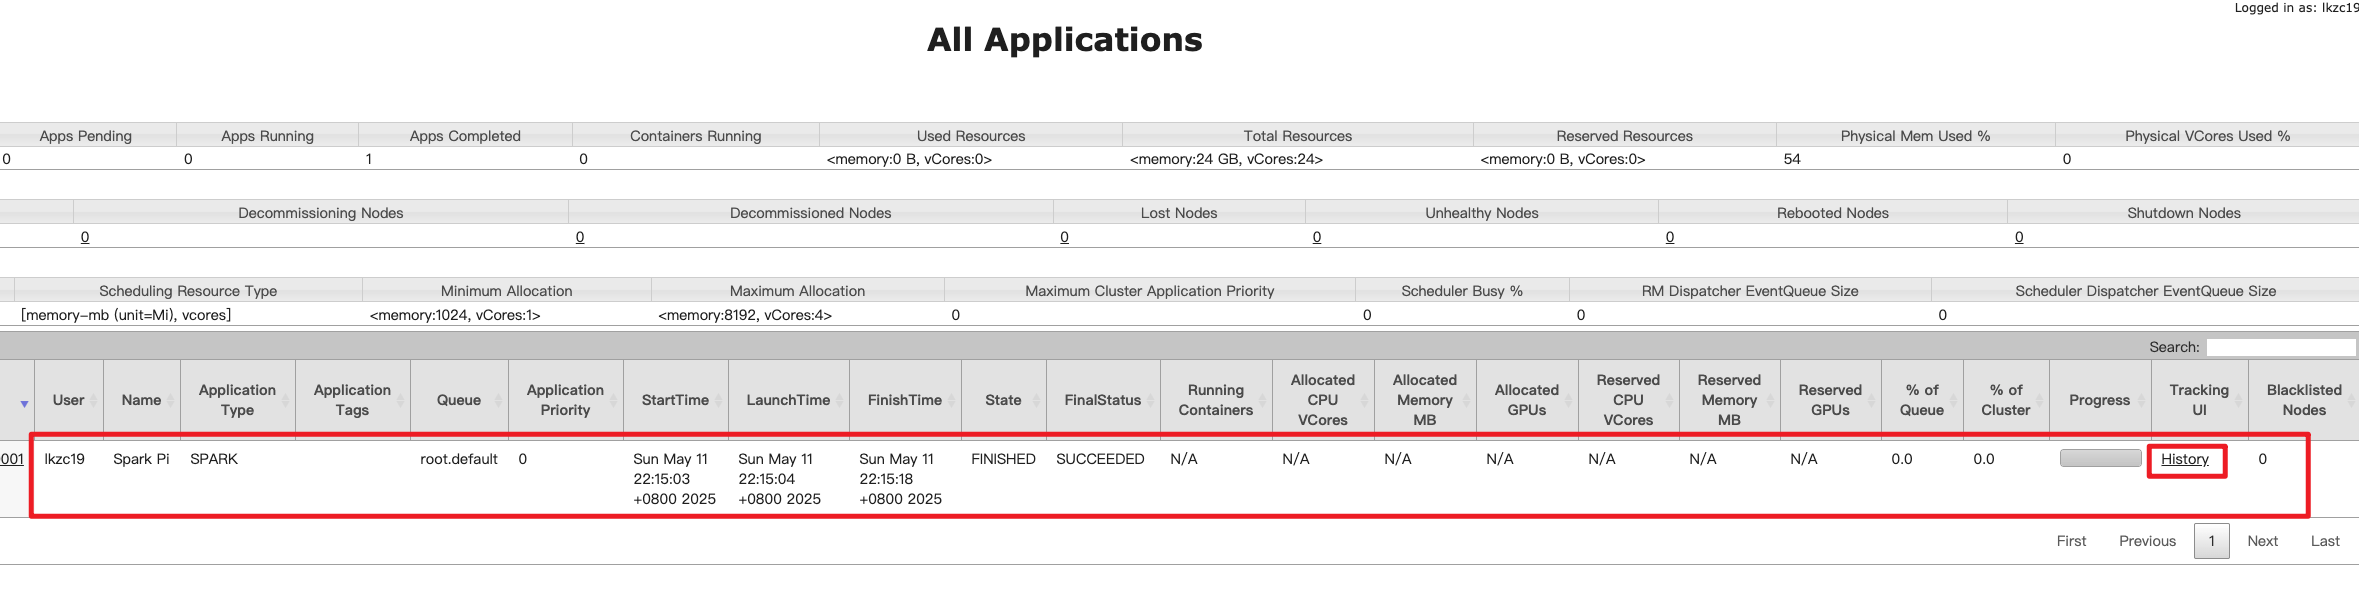 Logged in as: lkzc19
All Applications
Apps Pending Apps Running Apps Completed Containers Running Used Resources Total Resources Reserved Resources Physical Mem Used % Physical VCores Used %
0 0 1 0 <memory:0 B, vCores:0> <memory:24 GB, vCores:24> <memory:0 B, vCores:0> 54 0
Decommissioning Nodes Decommissioned Nodes Lost Nodes Unhealthy Nodes Rebooted Nodes Shutdown Nodes
0 0 0 0 0 0
Scheduling Resource Type Minimum Allocation Maximum Allocation Maximum Cluster Application Priority Scheduler Busy % RM Dispatcher EventQueue Size Scheduler Dispatcher EventQueue Size
[memory-mb (unit=Mi), vcores] <memory:1024, vCores:1> <memory:8192, vCores:4> 0 0 0 0
Search:
User Name Application Type Application Tags Queue Application Priority StartTime LaunchTime FinishTime State FinalStatus Running Containers Allocated CPU VCores Allocated Memory MB Allocated GPUs Reserved CPU VCores Reserved Memory MB Reserved GPUs % of Queue % of Cluster Progress Tracking UI Blacklisted Nodes
0001 lkzc19 Spark Pi SPARK root.default 0 Sun May 11 22:15:03 +0800 2025 Sun May 11 22:15:04 +0800 2025 Sun May 11 22:15:18 +0800 2025 FINISHED SUCCEEDED N/A N/A N/A N/A N/A N/A N/A 0.0 0.0 History 0
First Previous 1 Next Last